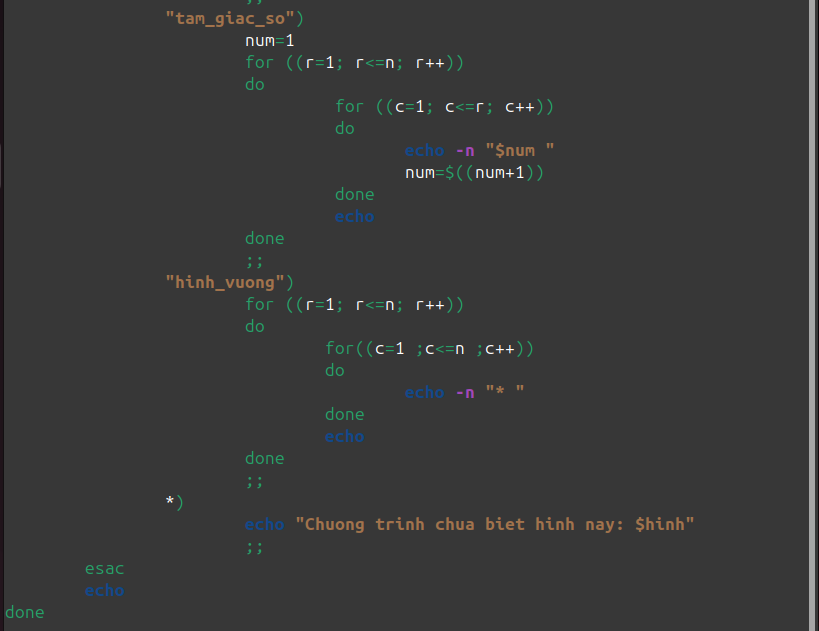 ;;
"tam_giac_so")
num=1
for ((r=1; r<=n; r++))
do
for ((c=1; c<=r; c++))
do
echo -n "$num "
num=$((num+1))
done
echo
done
;;
"hinh_vuong")
for ((r=1; r<=n; r++))
do
for((c=1 ;c<=n ;c++))
do
echo -n "* "
done
echo
done
;;
*)
echo "Chuong trinh chua biet hinh nay: $hinh"
;;
esac
echo
done